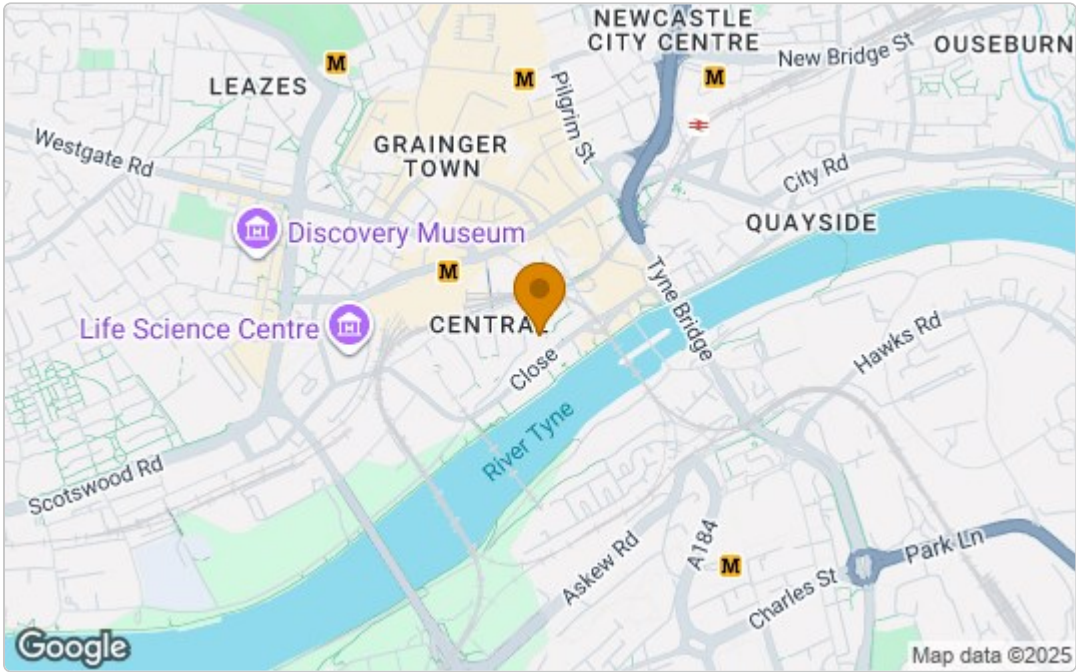 NEWCASTLE
CITY CENTRE
New Bridge St
OUSEBURN
M
M
M
LEAZES
Pilgrim St
Westgate Rd
GRAINGER
TOWN
City Rd
QUAYSIDE
Discovery Museum
M
Tyne Bridge
Life Science Centre
CENTRAL
Close
Hawks Rd
River Tyne
Scotswood Rd
Askew Rd
A184
M
Park Ln
Charles St
Google
Map data ©2025